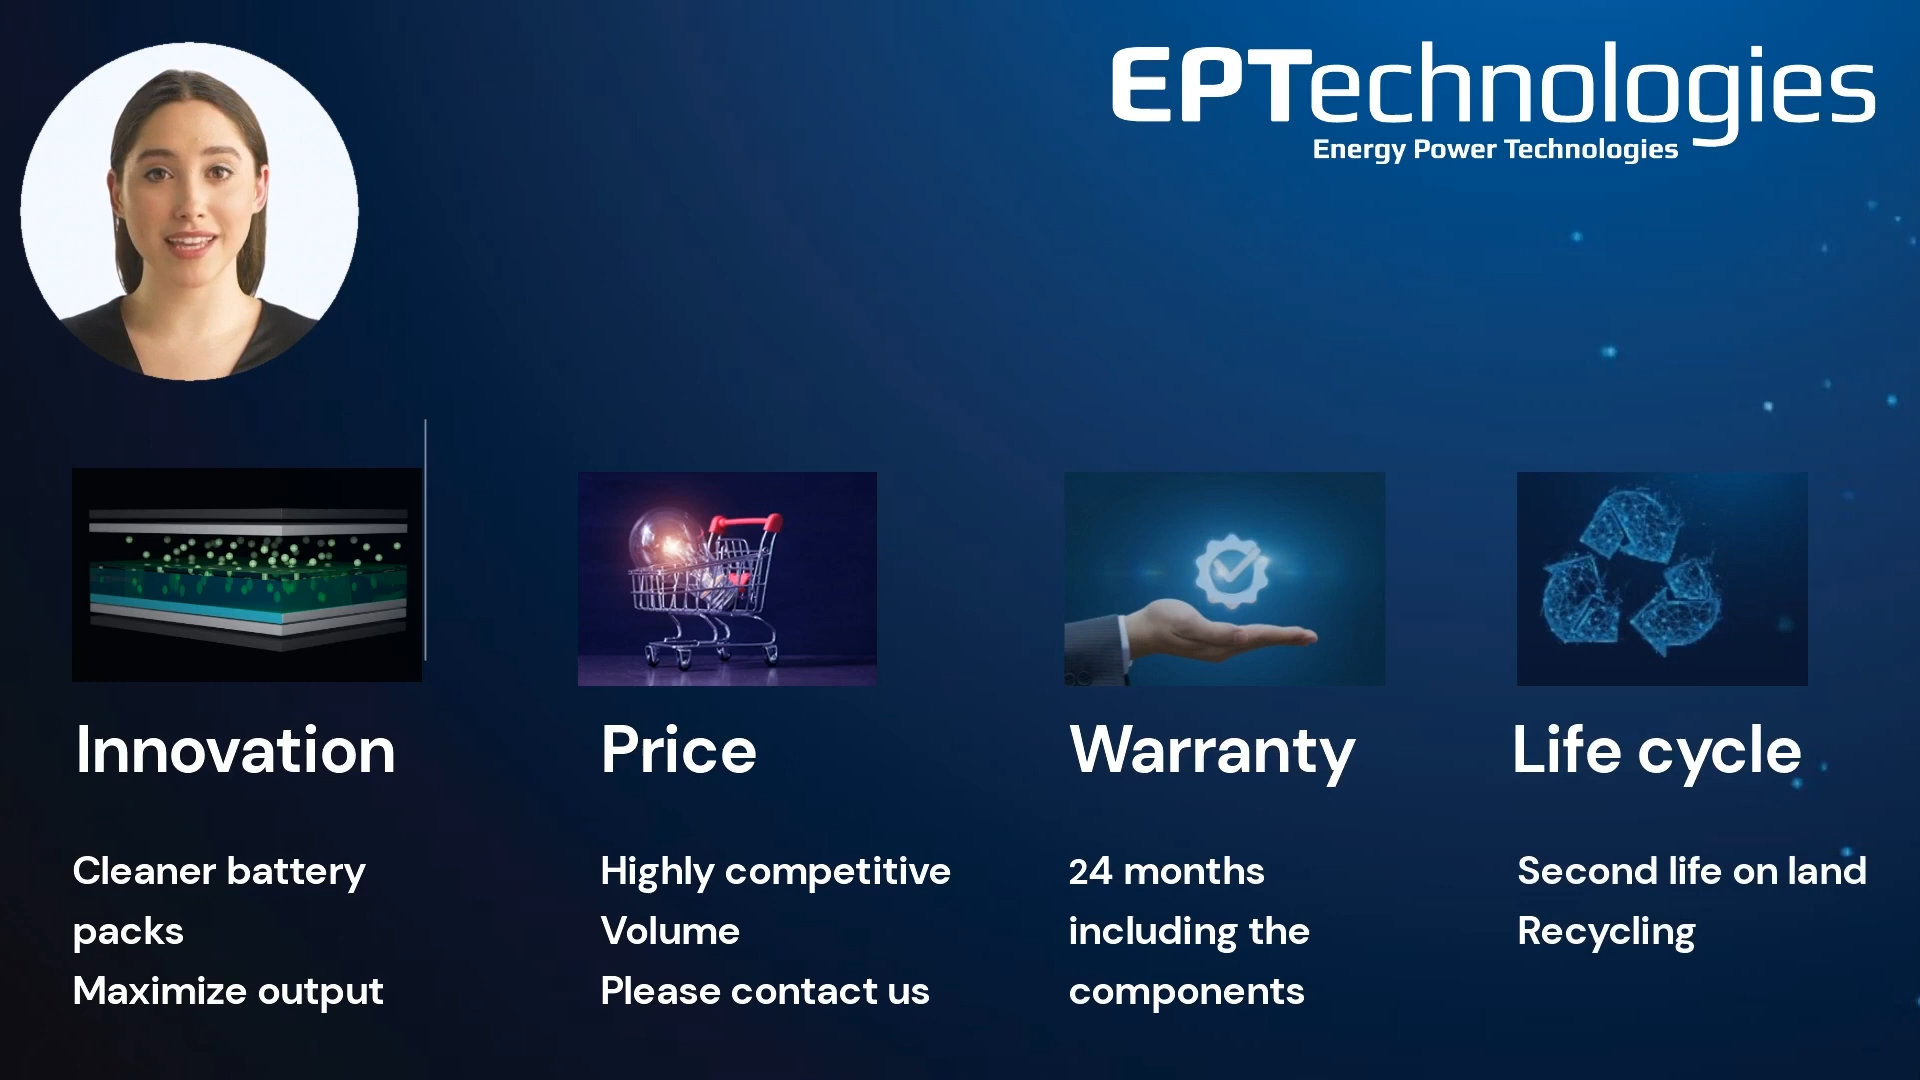 EPTechnologies
Energy Power Technologies
Innovation
Cleaner battery
packs
Maximize output
Price
Highly competitive
Volume
Please contact us
Warranty
24 months
including the
components
Life cycle
Second life on land
Recycling